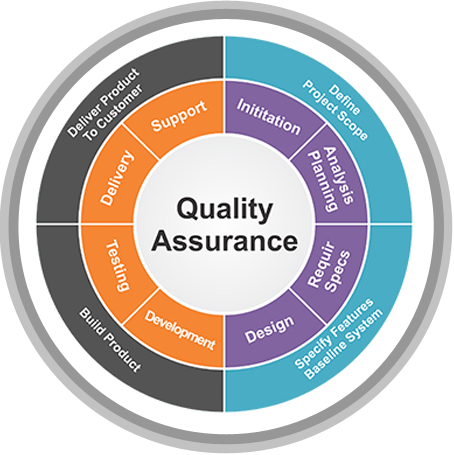 Quality
Assurance
Inititation
Analysis
Planning
Requir
Specs
Design
Development
Testing
Delivery
Support
Define
Project Scope
Specify Features
Baseline System
Build Product
Deliver Product
To Customer